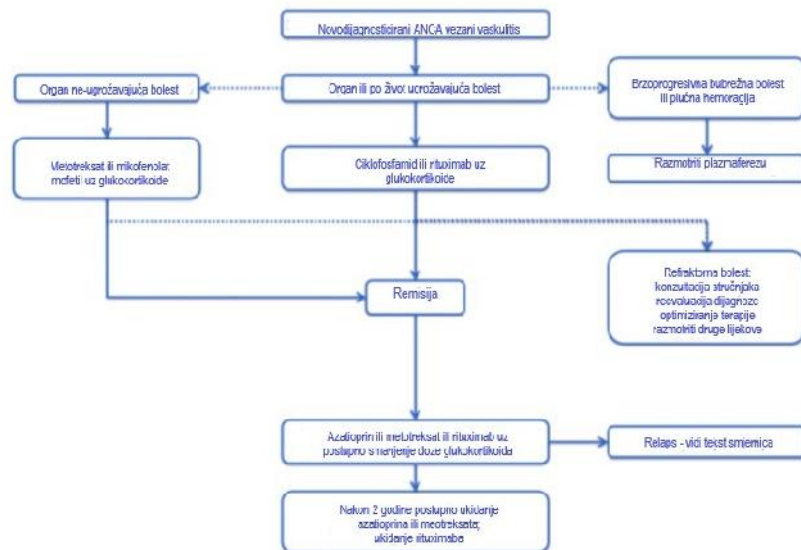 Novodijagnosticirani ANCA vezani vaskulitis
Organ ne-ugrožavajuća bolest
Organ ili po život ugrožavajuća bolest
Brzoprogresivna bubrežna bolest
ili plućna hemoragija
Metotreksat ili mikofenolat
mofetil uz glukokortikoide
Ciklofosfamid ili rituximab uz
glukokortikoide
Razmotriti plazmaferezu
Remisija
Refraktorna bolest:
konzultacija stručnjaka
reevaluacija dijagnoze
optimiziranje terapije
razmotriti druge lijekove
Azatioprin ili metotreksat ili rituximab uz
postupno smanjenje doze glukokortikoida
Relaps - vidi tekst smjernica
Nakon 2 godine postupno ukidanje
azatioprina ili meotreksata;
ukidanje rituximaba